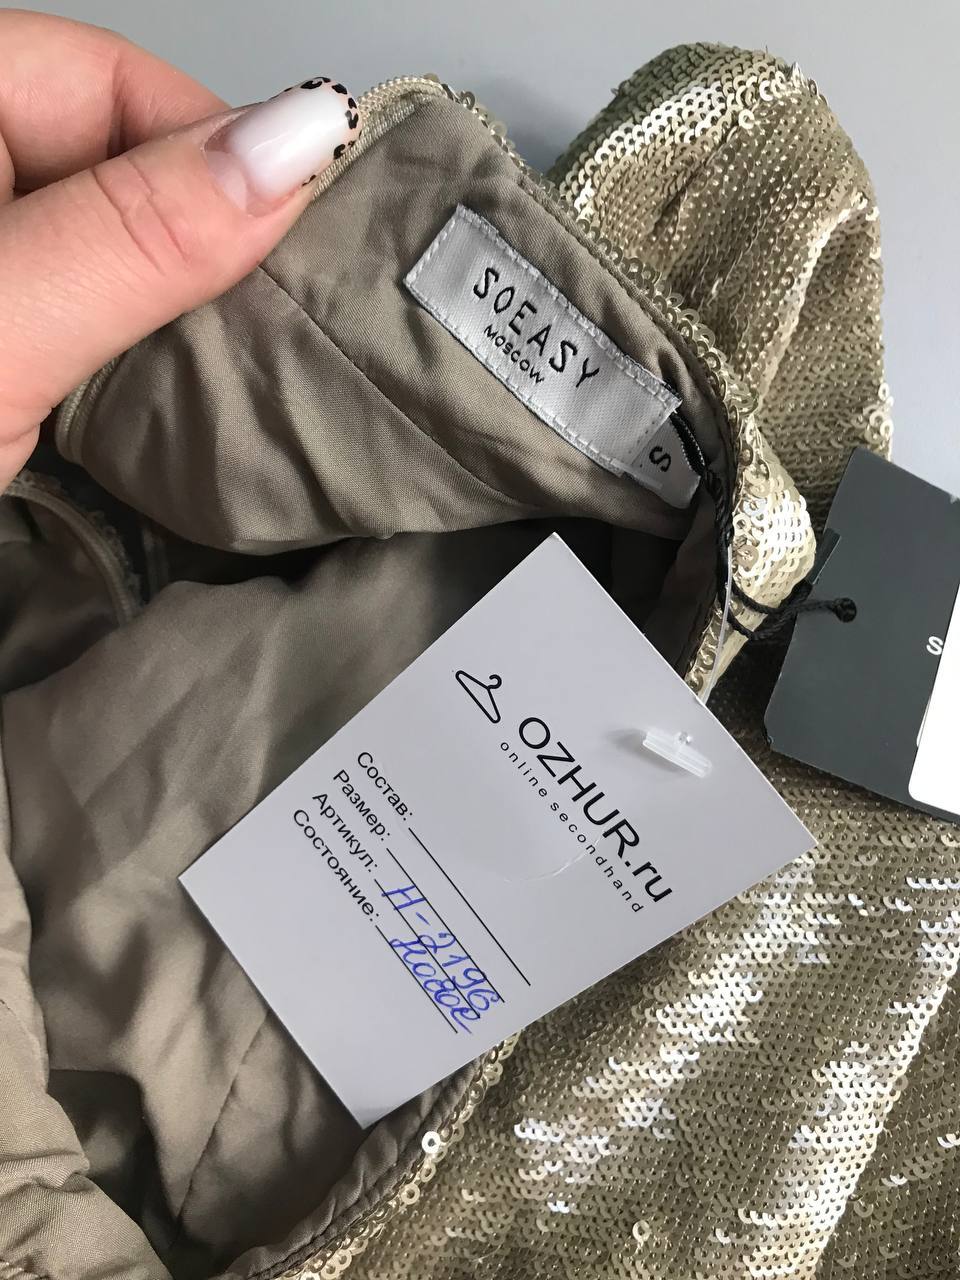 SOEASY
MOSCOW
S
S
OZHUR.ru
online secondhand
Состав:
Размер:
Артикул: Н-2196
Состояние: Новое